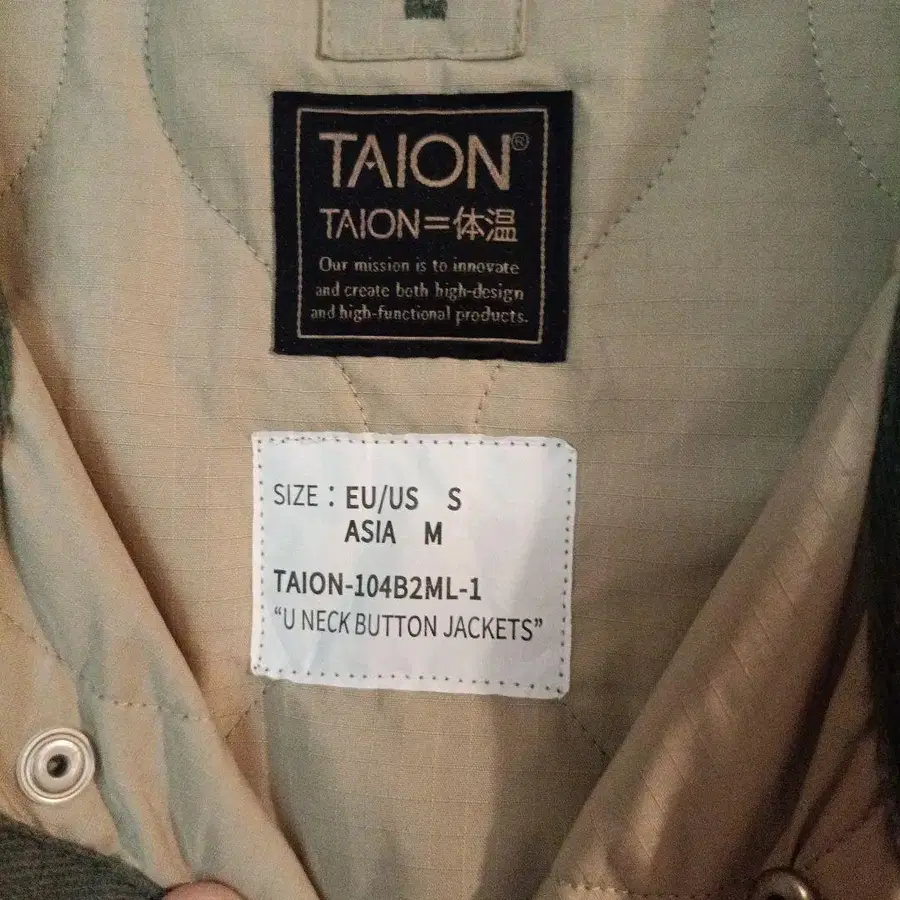 TAION®
TAION=体温
Our mission is to innovate
and create both high-design
and high-functional products.
SIZE : EU/US S
ASIA M
TAION-104B2ML-1
“U NECK BUTTON JACKETS”